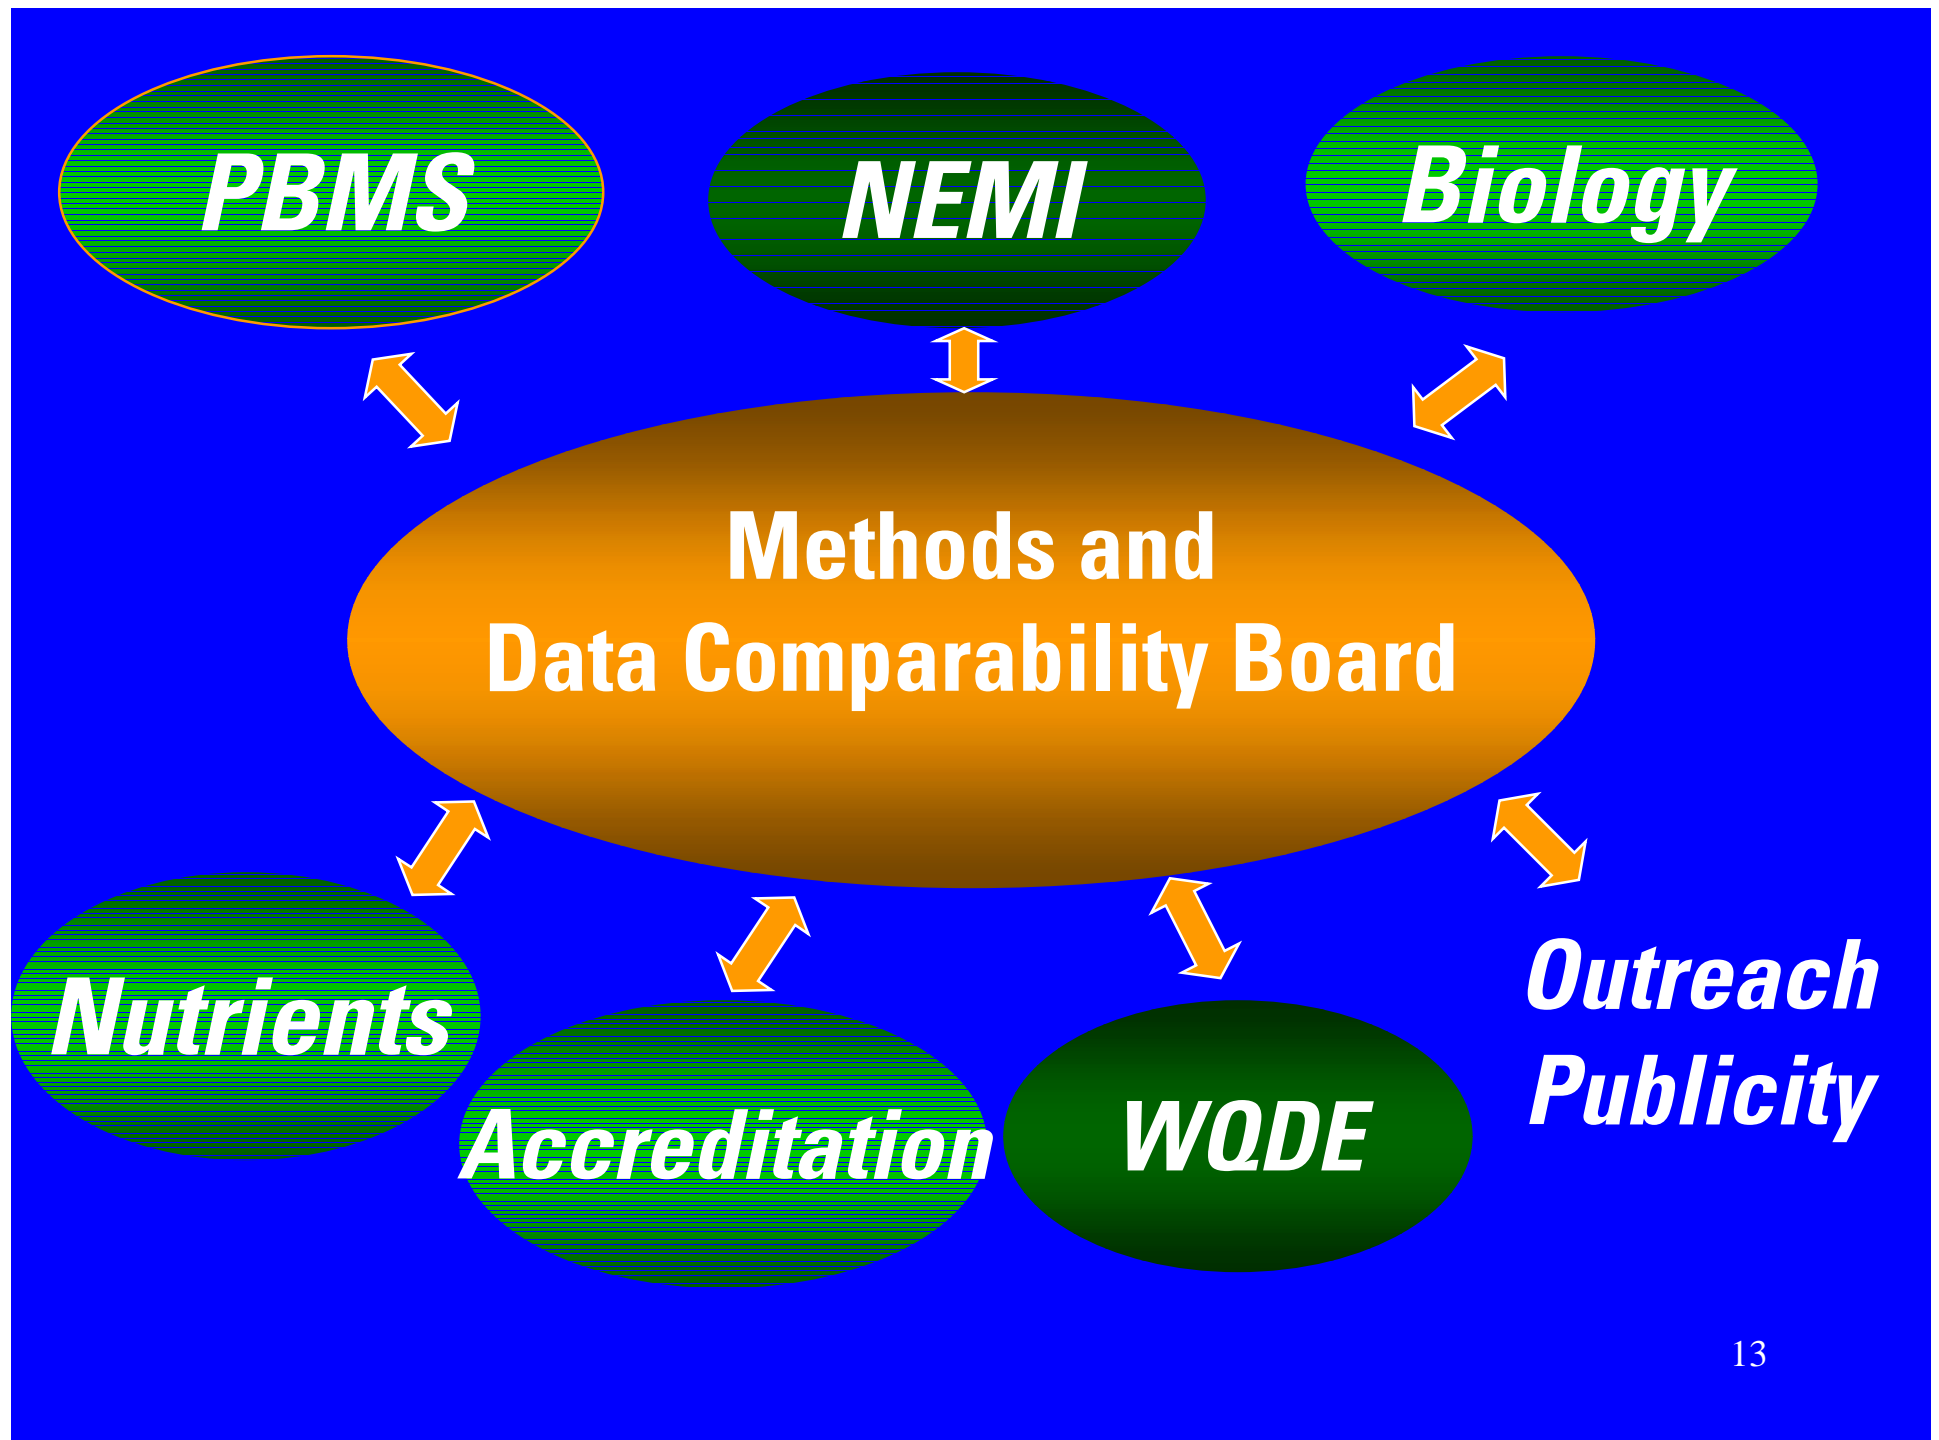 PBMS
NEMI
Biology
Methods and
Data Comparability Board
Nutrients
Accreditation
WQDE
Outreach
Publicity
13